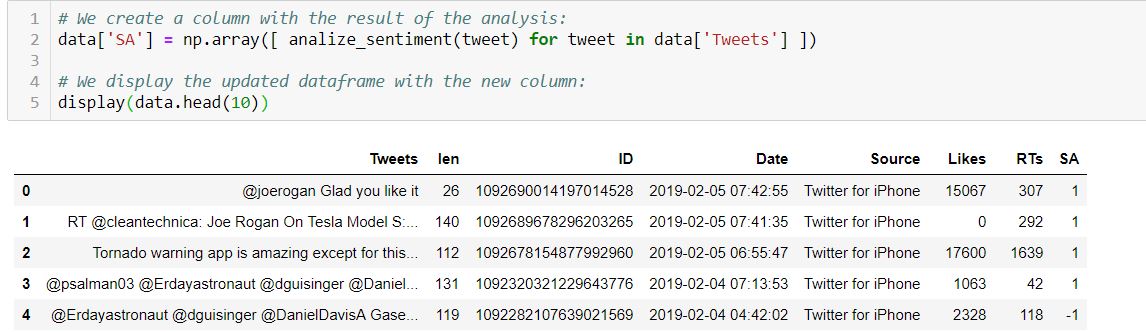 1 # We create a column with the result of the analysis:
2 data['SA'] = np.array([ analize_sentiment(tweet) for tweet in data['Tweets'] ])
3
4 # We display the updated dataframe with the new column:
5 display(data.head(10))
Tweets len ID Date Source Likes RTs SA
0 @joerogan Glad you like it 26 1092690014197014528 2019-02-05 07:42:55 Twitter for iPhone 15067 307 1
1 RT @cleantechnica: Joe Rogan On Tesla Model S:... 140 1092689678296203265 2019-02-05 07:41:35 Twitter for iPhone 0 292 1
2 Tornado warning app is amazing except for this... 112 1092678154877992960 2019-02-05 06:55:47 Twitter for iPhone 17600 1639 1
3 @psalman03 @Erdayastronaut @dguisinger @Daniel... 131 1092320321229643776 2019-02-04 07:13:53 Twitter for iPhone 1063 42 1
4 @Erdayastronaut @dguisinger @DanielDavisA Gase... 119 1092282107639021569 2019-02-04 04:42:02 Twitter for iPhone 2328 118 -1